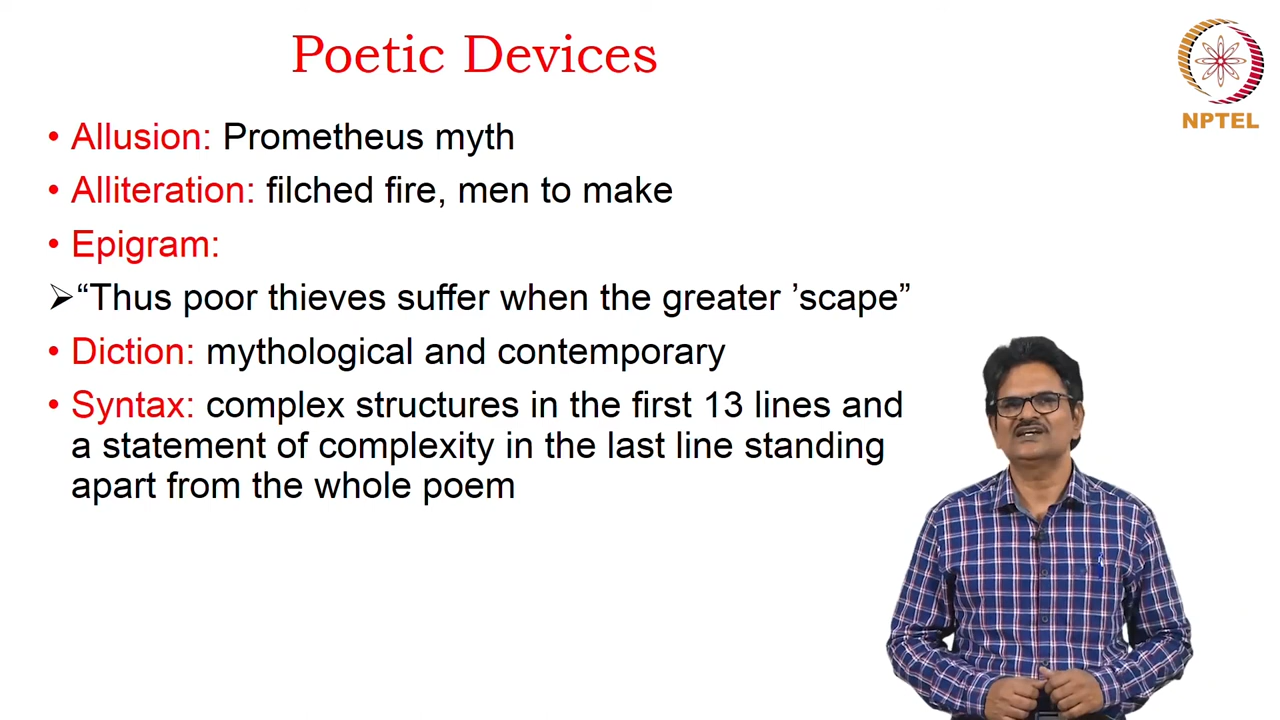 Poetic Devices
NPTEL
• Allusion: Prometheus myth
• Alliteration: filched fire, men to make
• Epigram:
➢“Thus poor thieves suffer when the greater ’scape”
• Diction: mythological and contemporary
• Syntax: complex structures in the first 13 lines and
a statement of complexity in the last line standing
apart from the whole poem